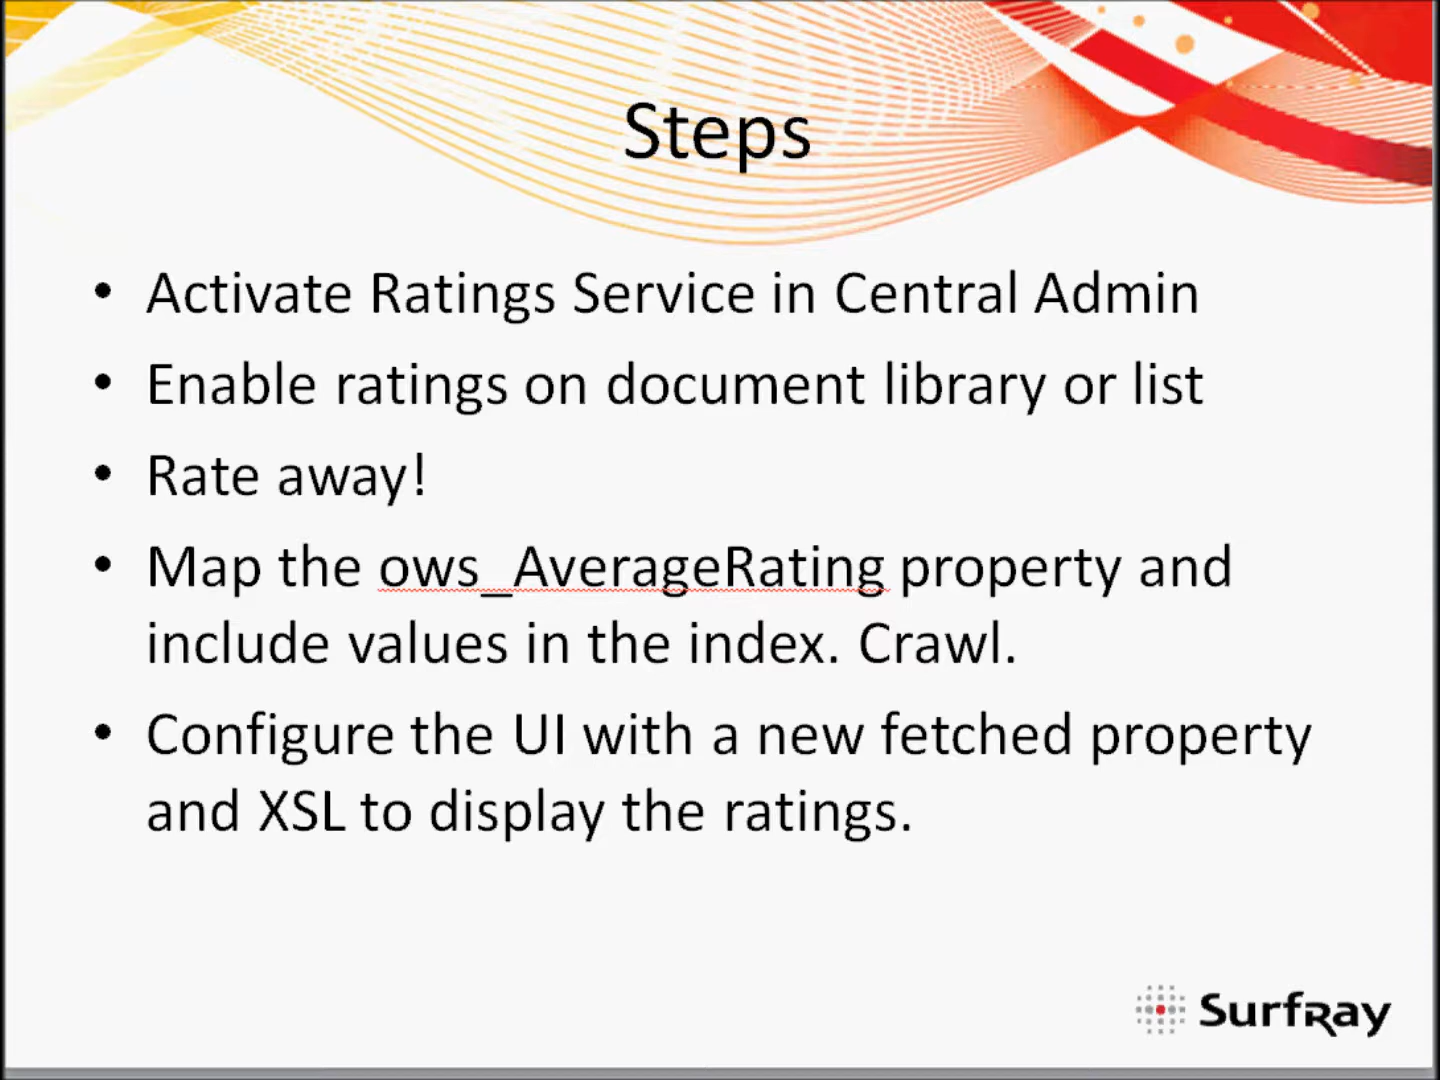 Steps
• Activate Ratings Service in Central Admin
• Enable ratings on document library or list
• Rate away!
• Map the ows_AverageRating property and
include values in the index. Crawl.
• Configure the UI with a new fetched property
and XSL to display the ratings.
SurfRay